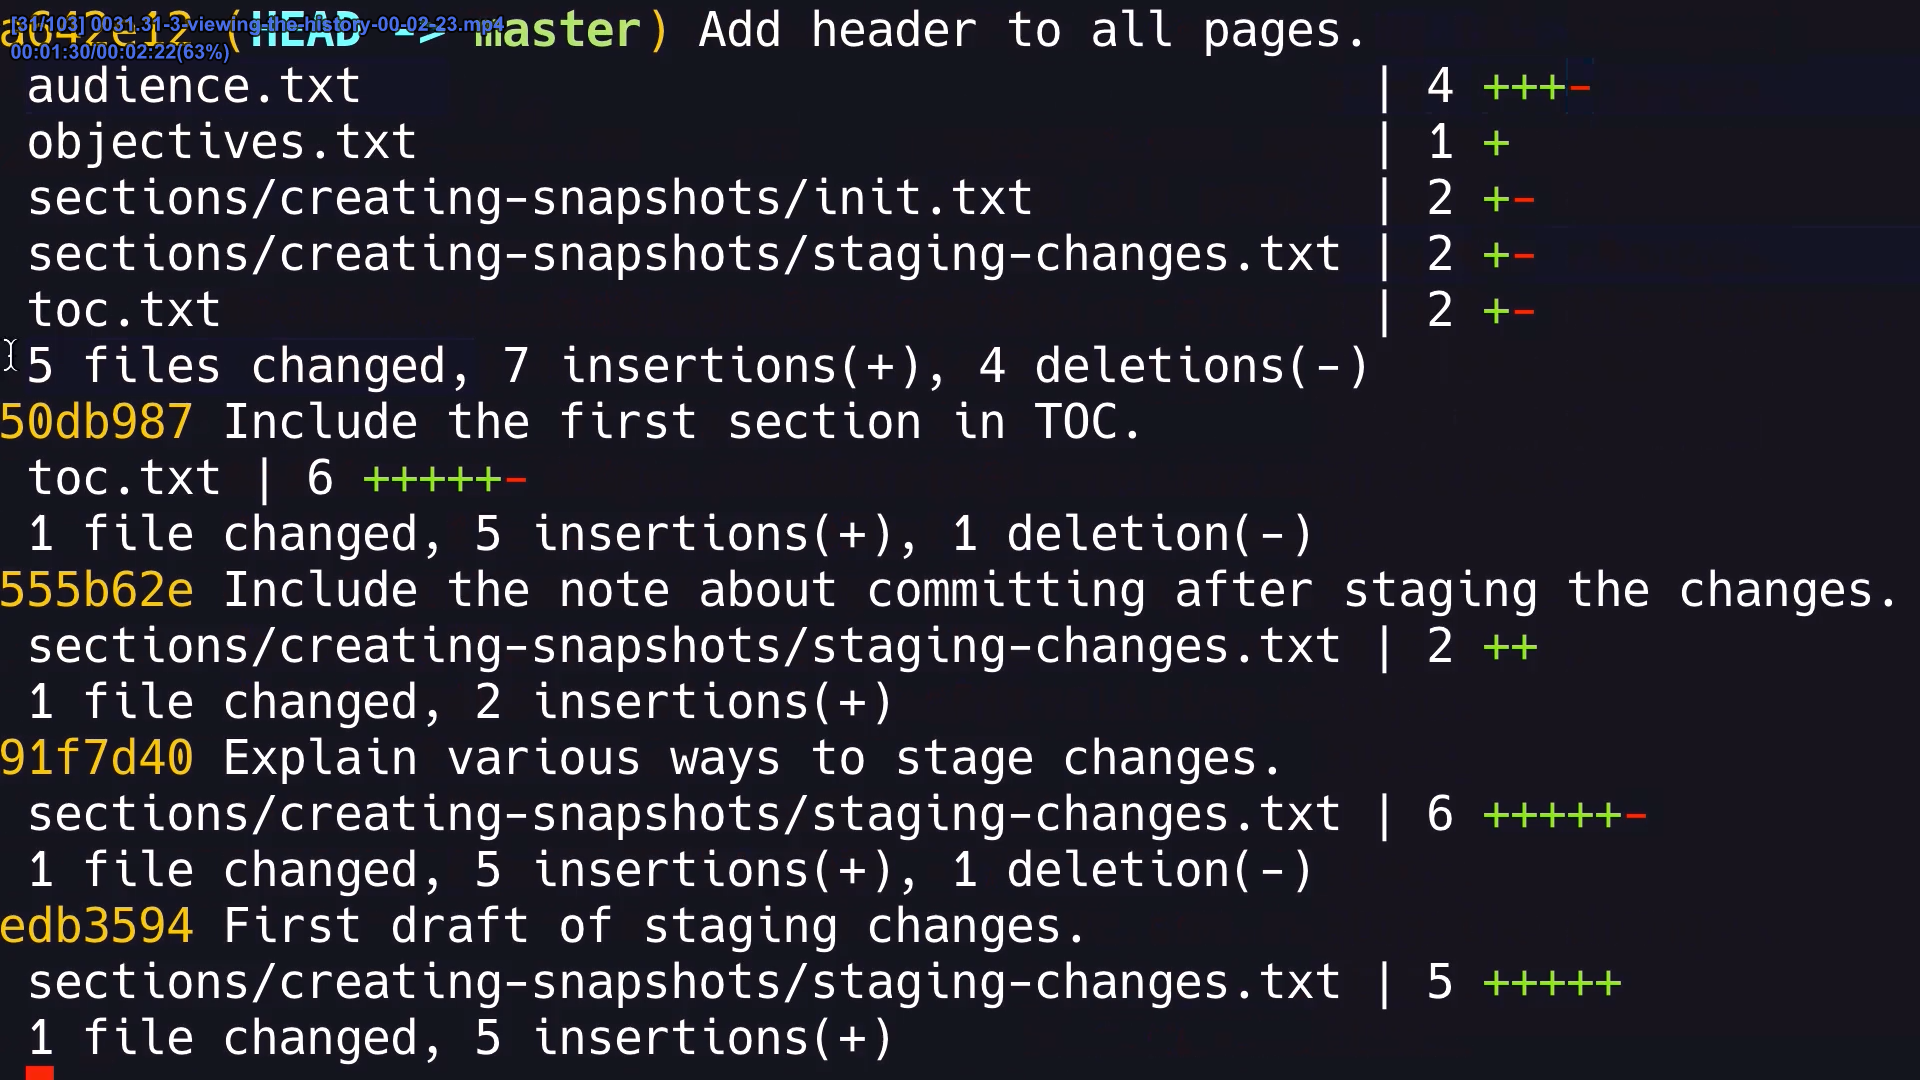 [31/103] 0031.31-3-viewing-the-history-00-02-23.mp4
00:01:30/00:02:22(63%)
a642e12 (HEAD -> master) Add header to all pages.
audience.txt | 4 +++-
objectives.txt | 1 +
sections/creating-snapshots/init.txt | 2 +-
sections/creating-snapshots/staging-changes.txt | 2 +-
toc.txt | 2 +-
5 files changed, 7 insertions(+), 4 deletions(-)
50db987 Include the first section in TOC.
toc.txt | 6 +++++-
1 file changed, 5 insertions(+), 1 deletion(-)
555b62e Include the note about committing after staging the changes.
sections/creating-snapshots/staging-changes.txt | 2 ++
1 file changed, 2 insertions(+)
91f7d40 Explain various ways to stage changes.
sections/creating-snapshots/staging-changes.txt | 6 +++++-
1 file changed, 5 insertions(+), 1 deletion(-)
edb3594 First draft of staging changes.
sections/creating-snapshots/staging-changes.txt | 5 +++++
1 file changed, 5 insertions(+)